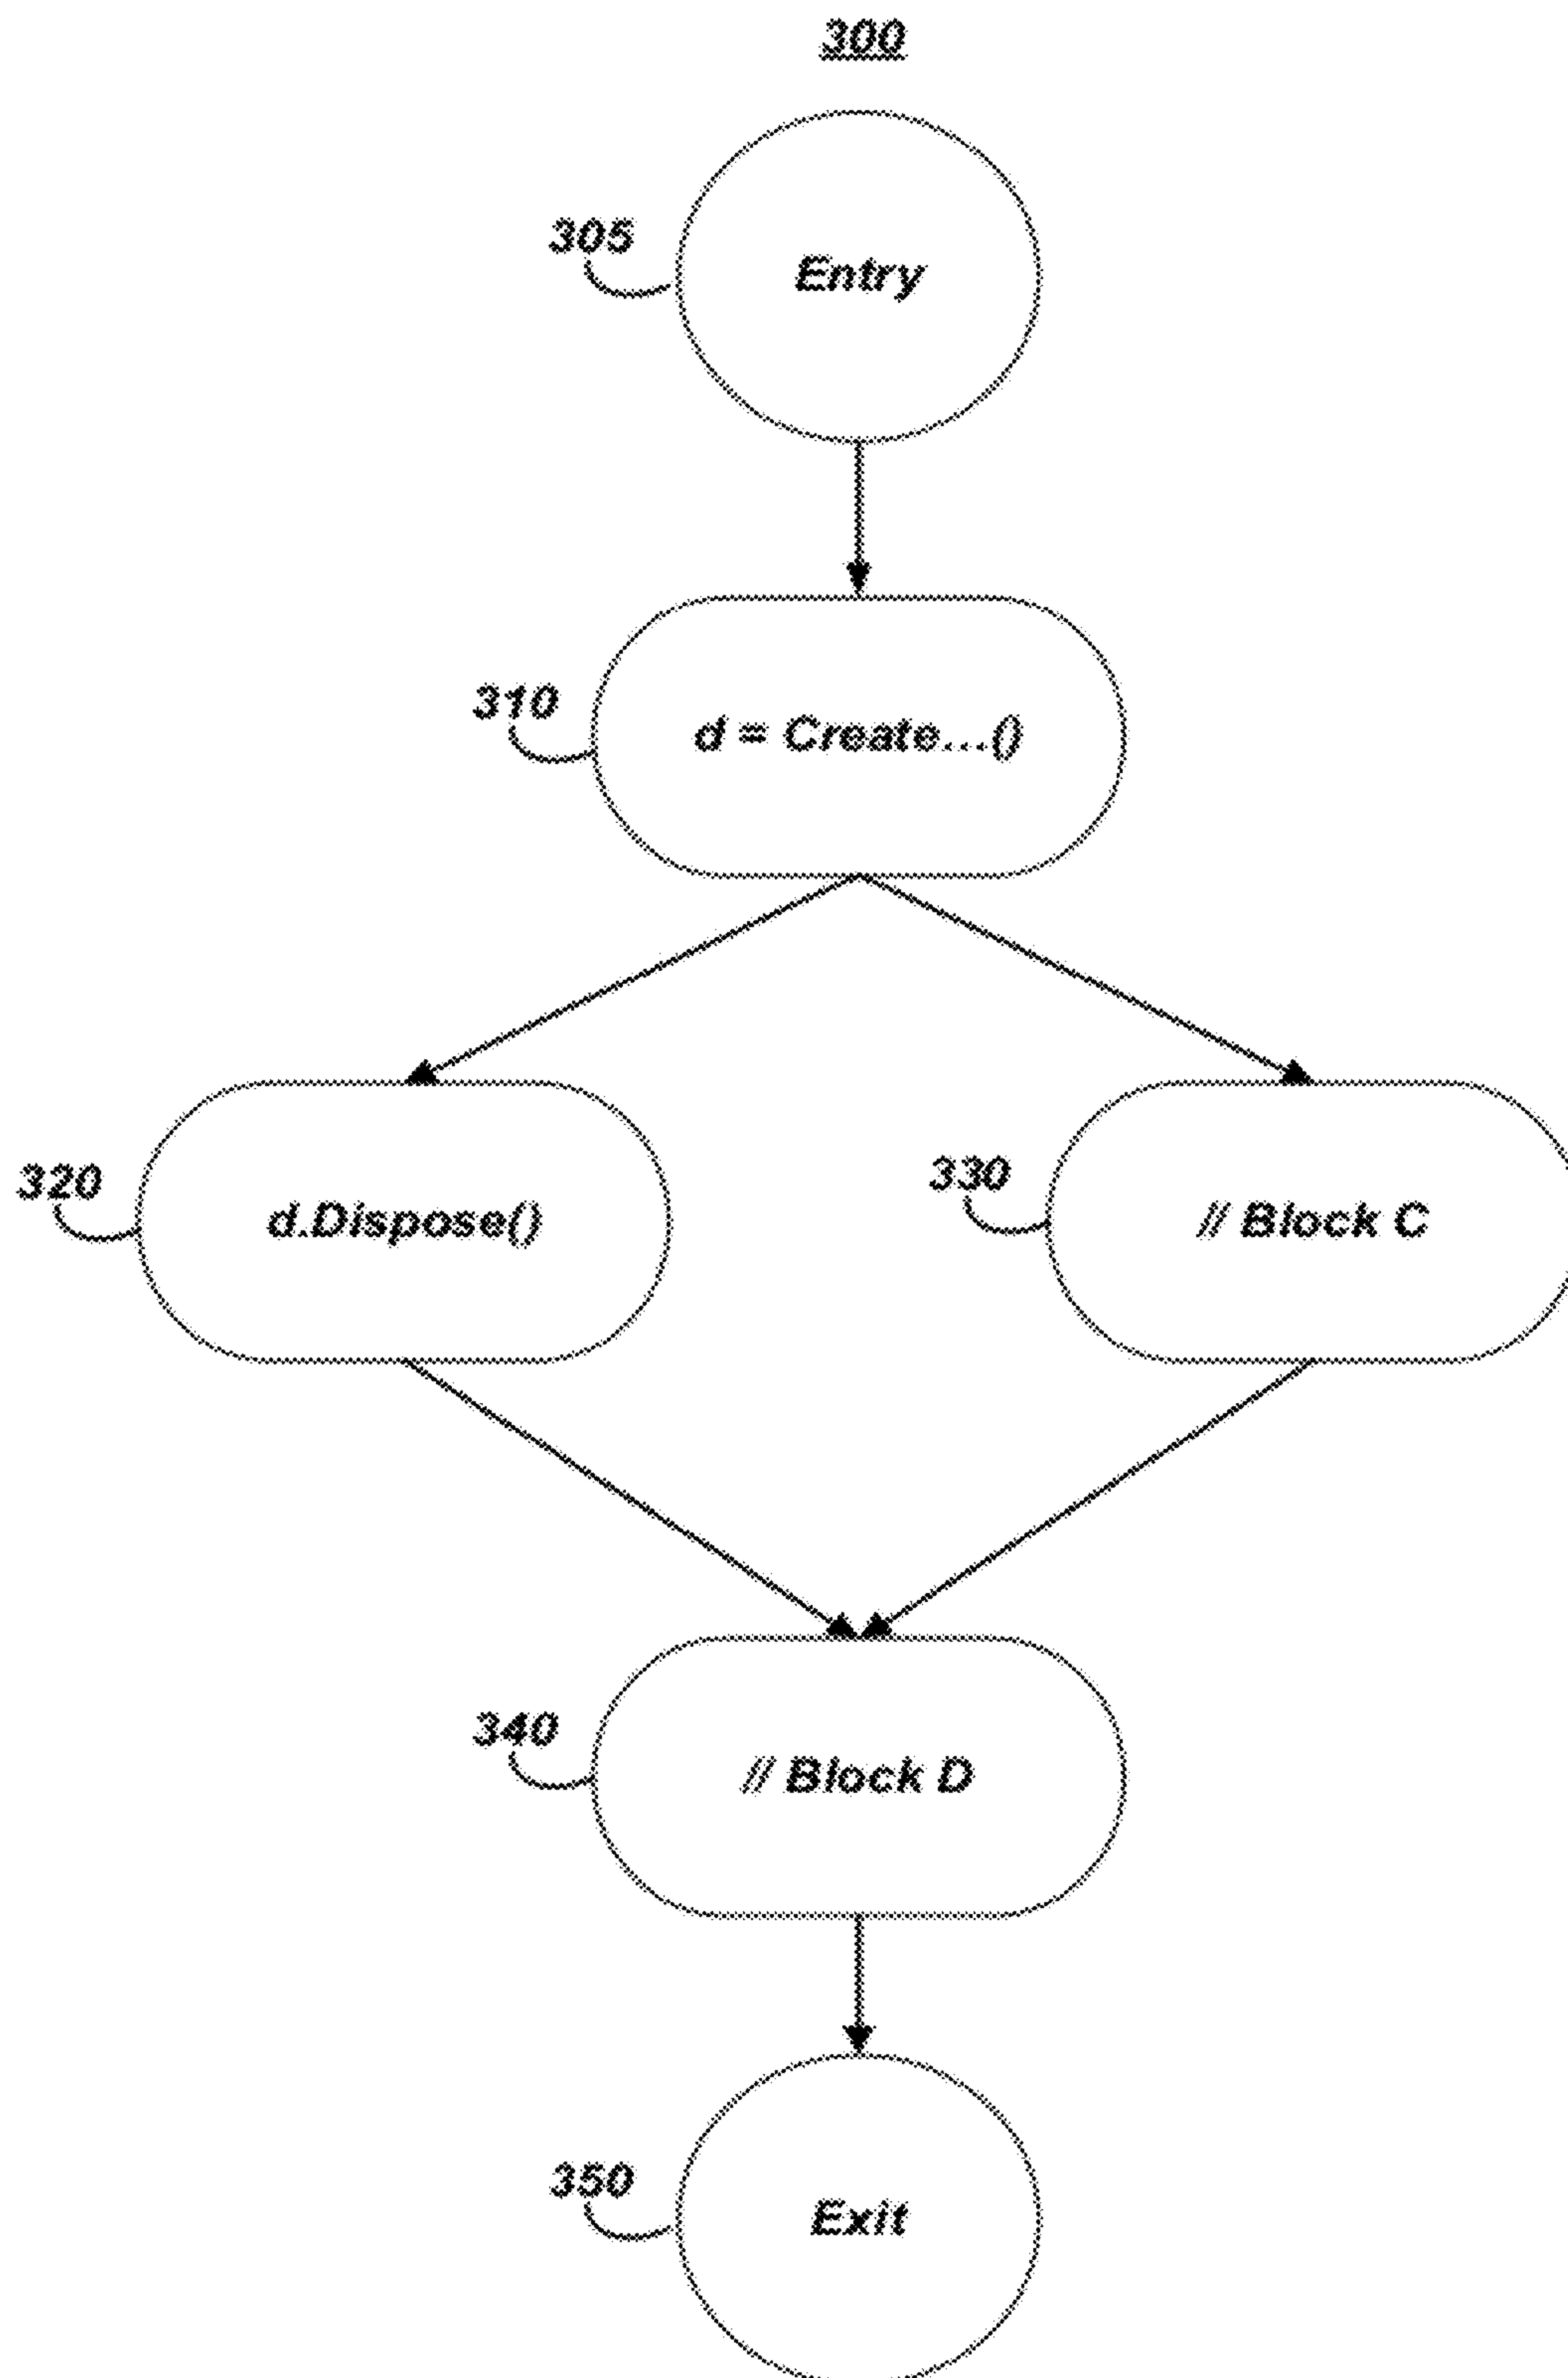 300
305
Entry
310
d = Create...()
320
d.Dispose()
330
// Block C
340
// Block D
350
Exit